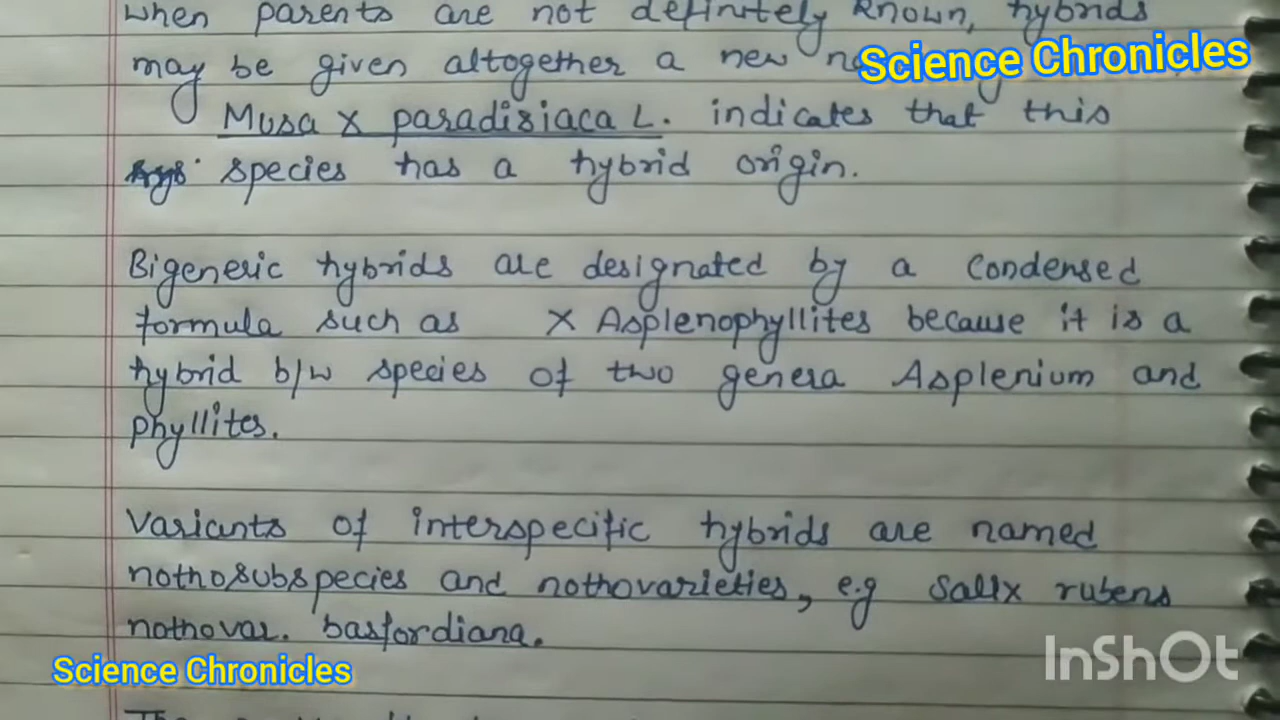 when parents are not definitely known, hybrids
may be given altogether a new
Science Chronicles
Musa x paradisiaca L. indicates that this
species has a hybrid origin.
Bigeneric hybrids are designated by a condensed
formula such as X Asplenophyllites because it is a
hybrid b/w species of two genera Asplenium and
phyllites.
Variants of interspecific hybrids are named
nothosubspecies and nothovarieties, e.g Salix rubens
nothovar. basfordiana.
Science Chronicles
InShOt